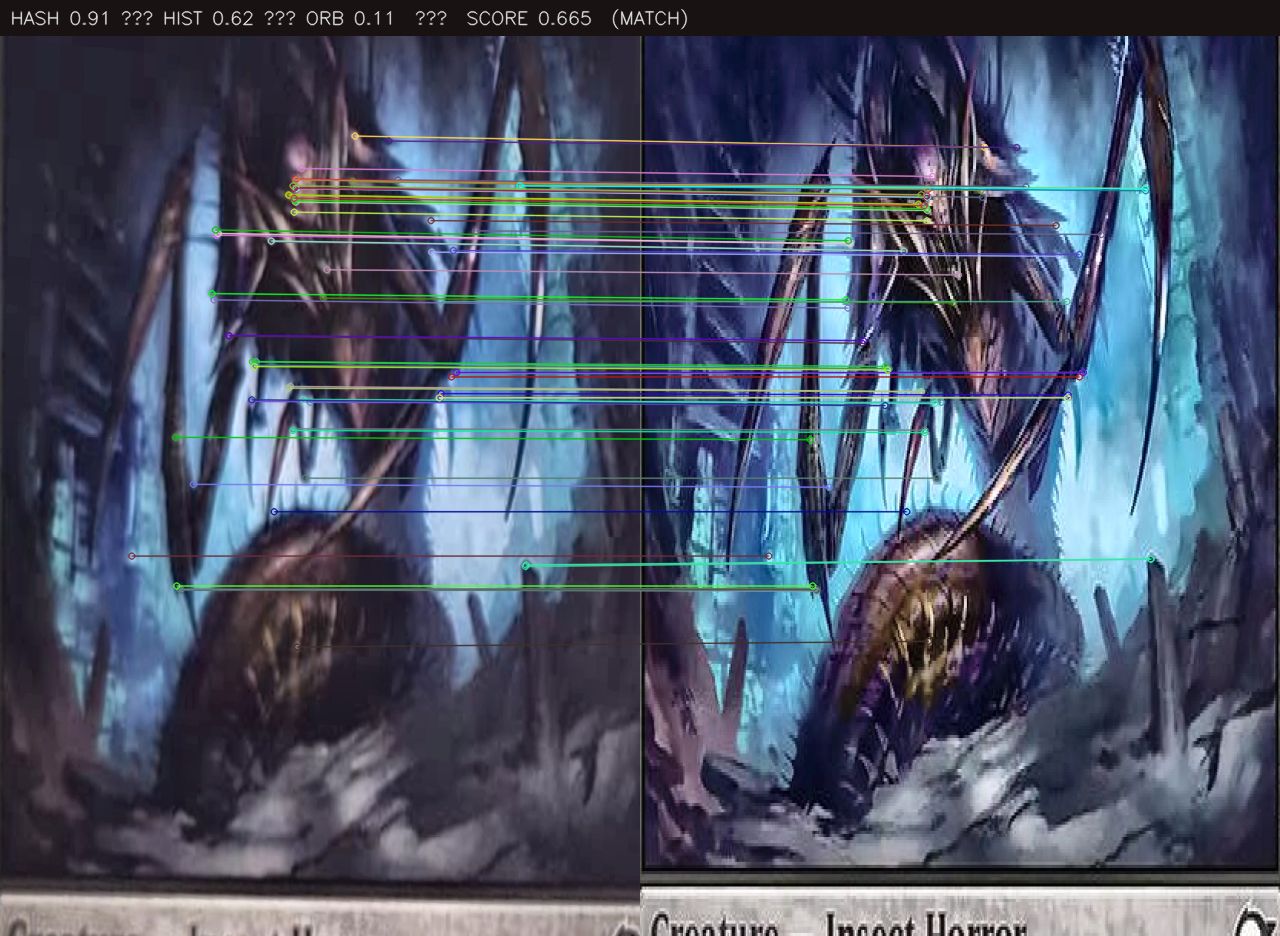 HASH 0.91 ??? HIST 0.62 ??? ORB 0.11 ??? SCORE 0.665 (MATCH)
Creature — Insect Horror